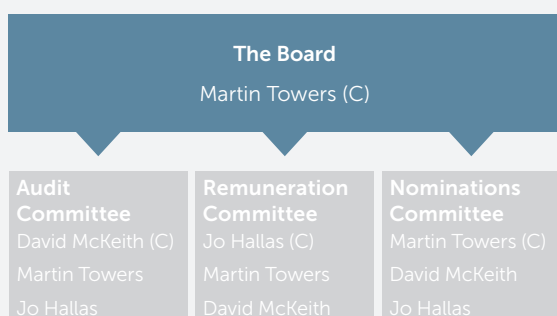 The Board
Martin Towers (C)
Audit
Committee
David McKeith (C)
Martin Towers
Jo Hallas
Remuneration
Committee
Jo Hallas (C)
Martin Towers
David McKeith
Nominations
Committee
Martin Towers (C)
David McKeith
Jo Hallas